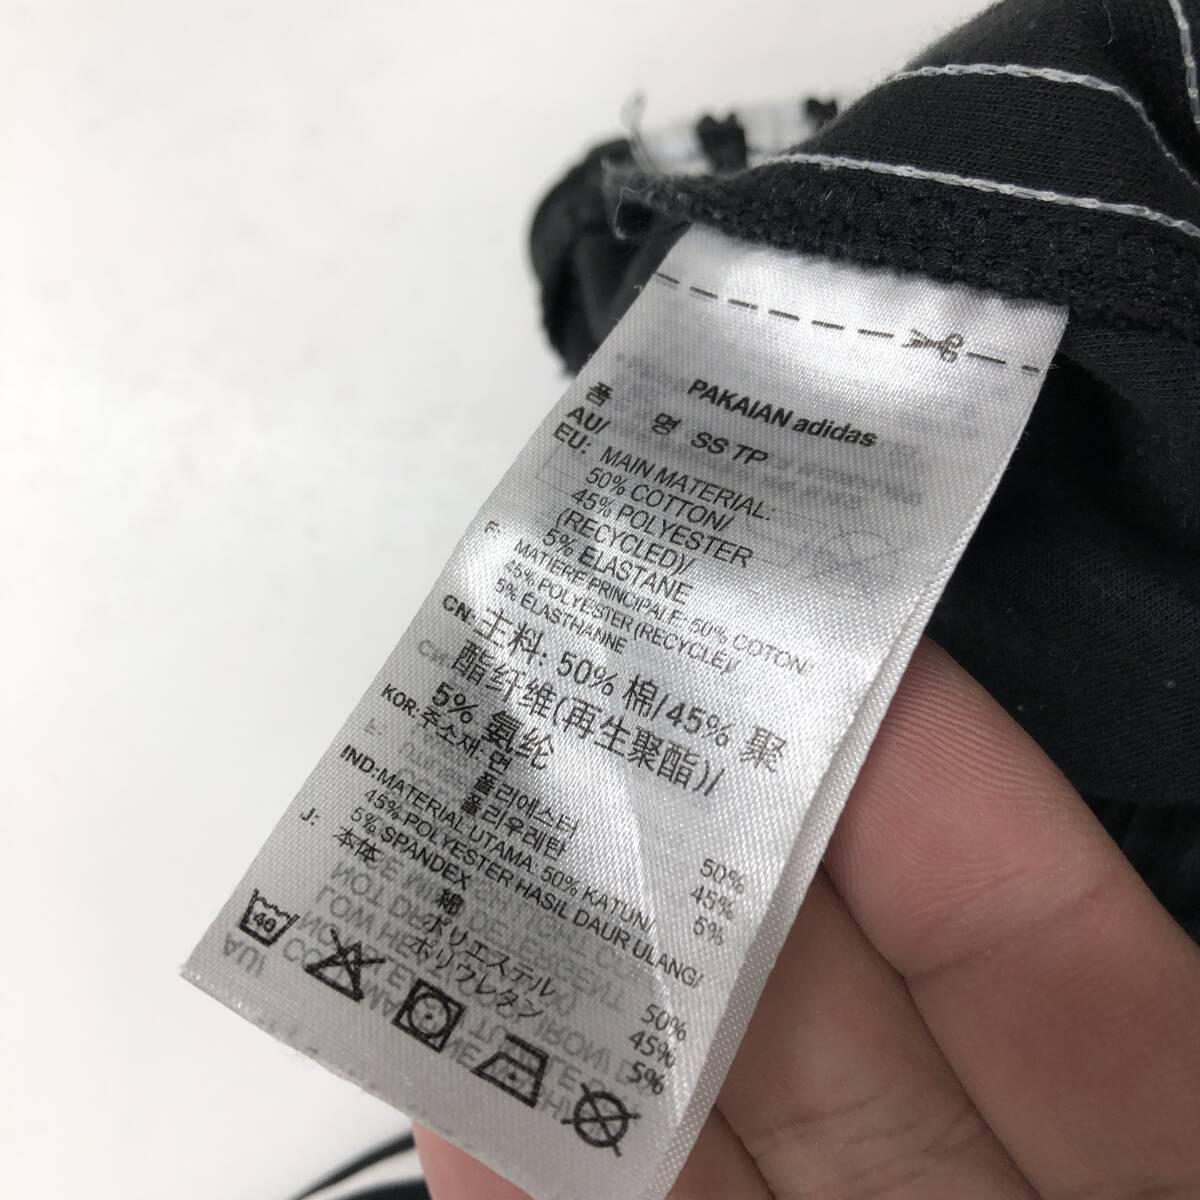 PAKAIAN adidas
품 명 SS TP
AU/
EU: MAIN MATERIAL:
50% COTTON/
45% POLYESTER
(RECYCLED)/
5% ELASTANE
F: MATIÈRE PRINCIPALE: 50% COTON/
45% POLYESTER (RECYCLÉ)/
5% ÉLASTHANNE
CN: 主料: 50% 棉/45% 聚
酯纤维(再生聚酯)/
5% 氨纶
KOR: 주소재: 면 50%
폴리에스터 45%
폴리우레탄 5%
IND: MATERIAL UTAMA: 50% KATUN/
45% POLYESTER HASIL DAUR ULANG/
5% SPANDEX
J: 本体 綿 50%
ポリエステル 45%
ポリウレタン 5%
40